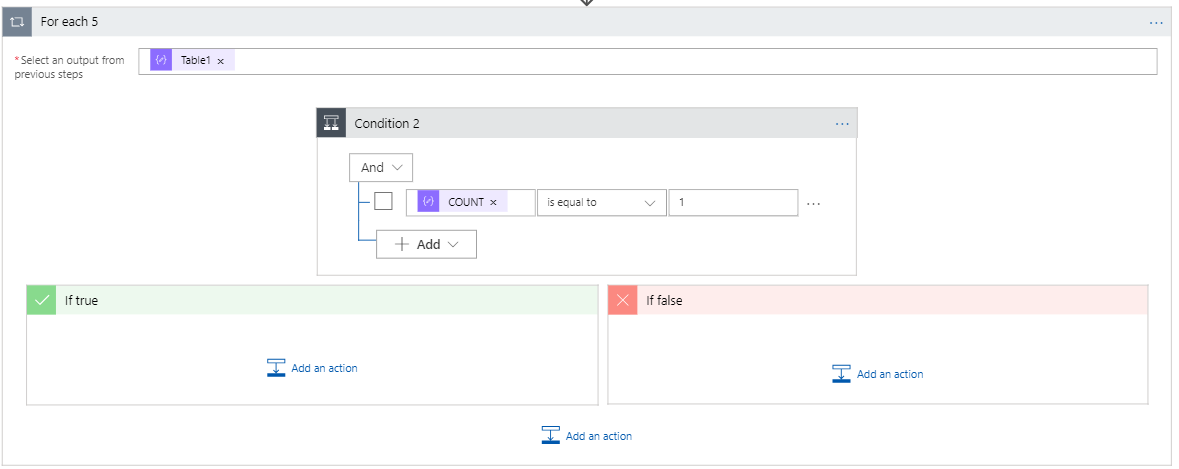 For each 5
...
*Select an output from
previous steps
Table1 ×
Condition 2
...
And
COUNT ×
is equal to
1
...
+ Add
If true
If false
Add an action
Add an action
Add an action